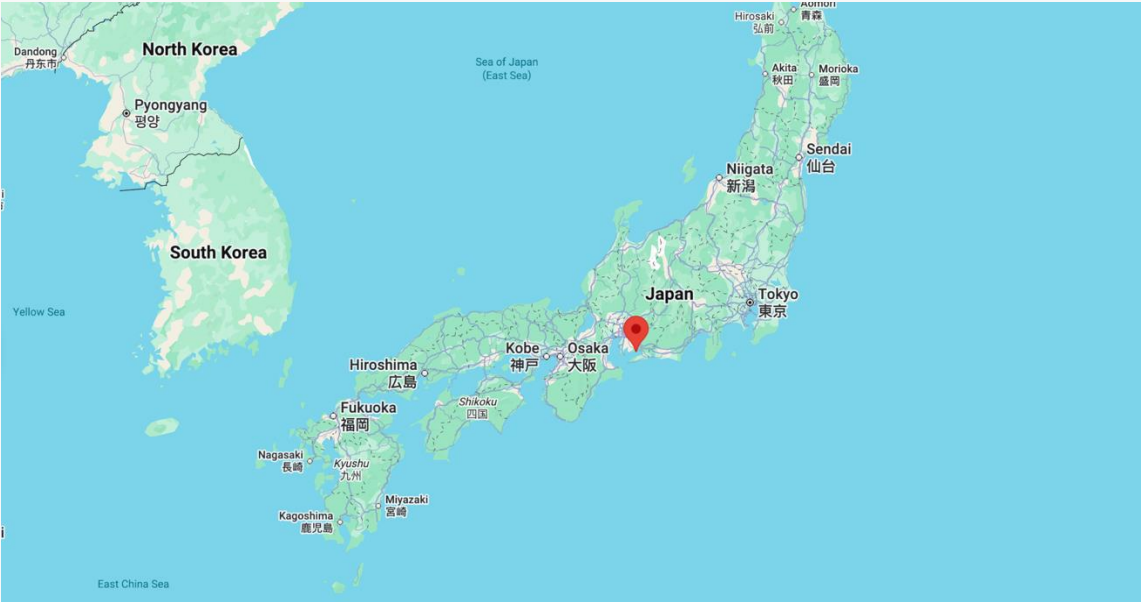 Aomori
青森
Hirosaki
弘前
Dandong
丹东市
North Korea
Sea of Japan
(East Sea)
Akita
秋田
Morioka
盛岡
Pyongyang
평양
Sendai
仙台
Niigata
新潟
South Korea
Japan
Tokyo
東京
Yellow Sea
Kobe
神戸
Osaka
大阪
Hiroshima
広島
Shikoku
四国
Fukuoka
福岡
Nagasaki
長崎
Kyushu
九州
Miyazaki
宮崎
Kagoshima
鹿児島
East China Sea